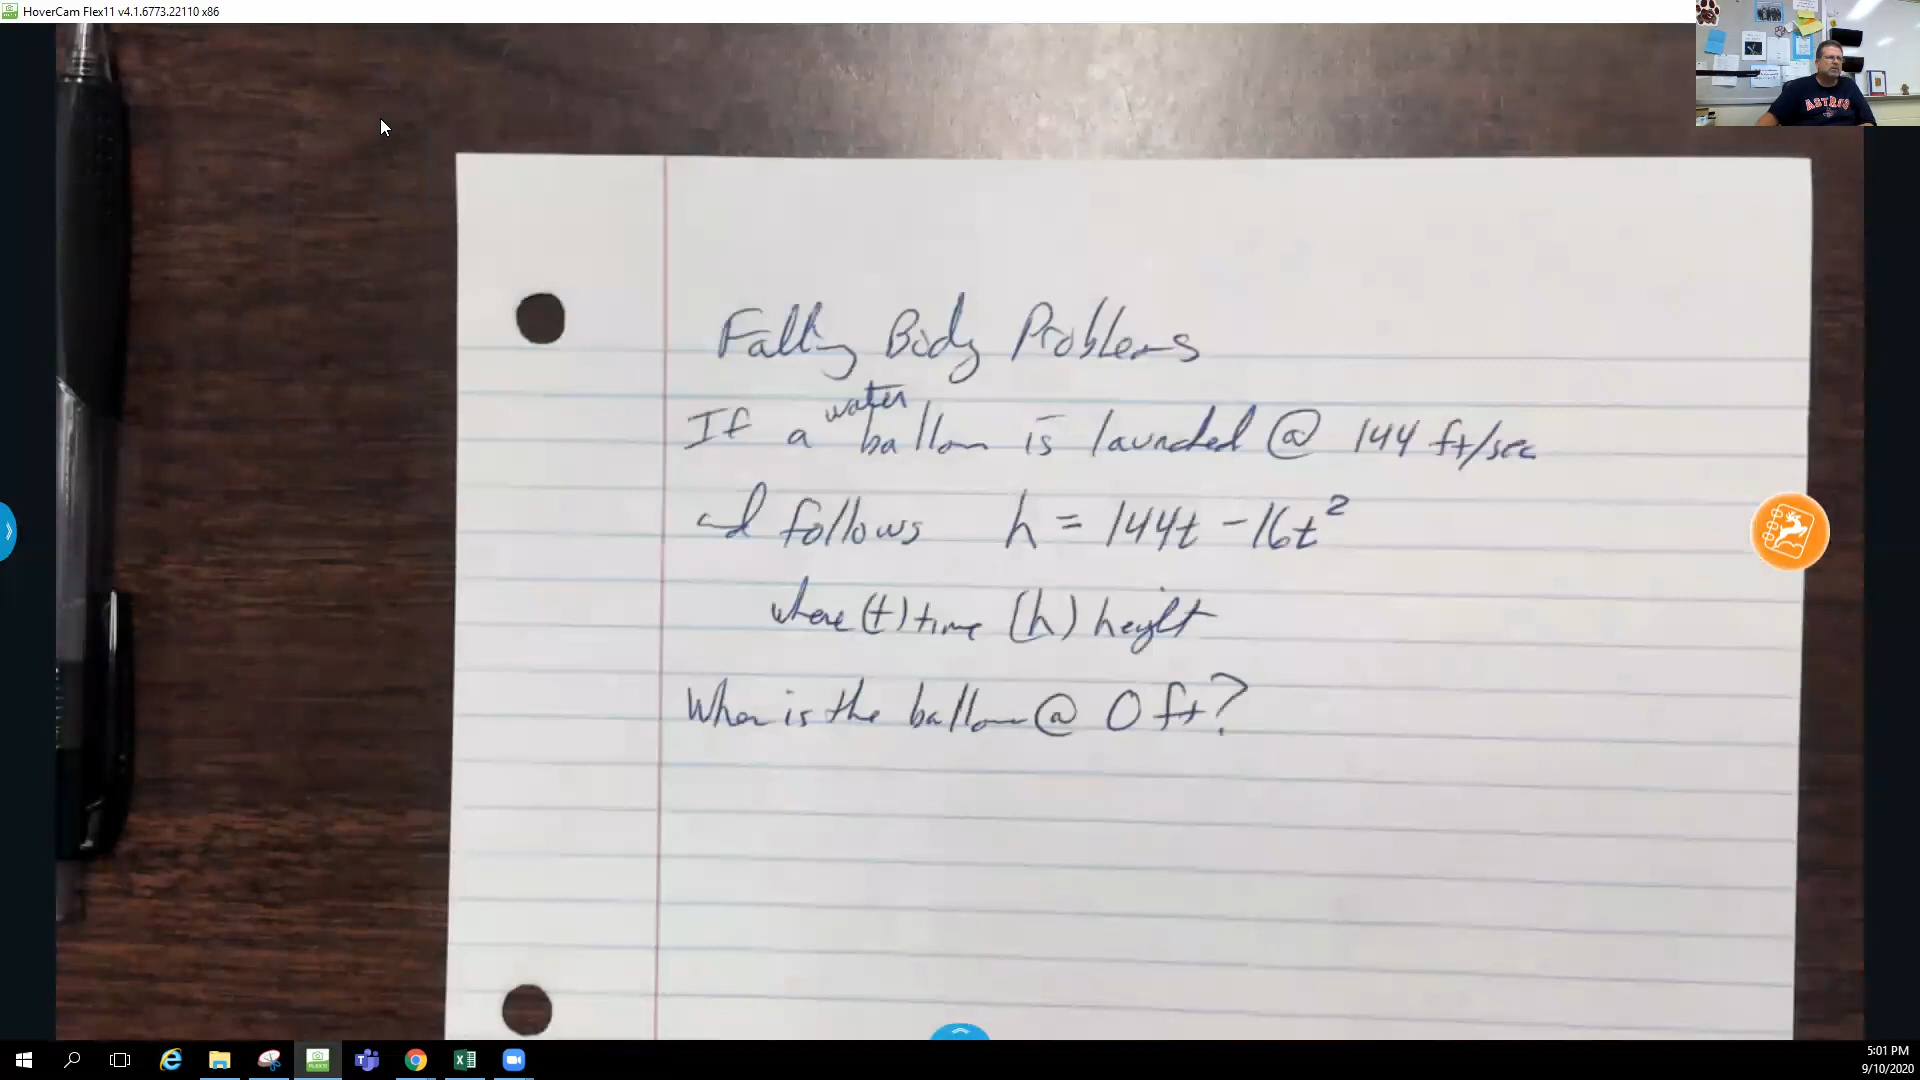 HoverCam Flex11 v4.1.6773.22110 x86
ASTROS
Falling Body Problems
water
If a ballon is launched @ 144 ft/sec
and follows h = 144t - 16t²
where (t) time (h) height
When is the ballon @ 0 ft?
5:01 PM
9/10/2020